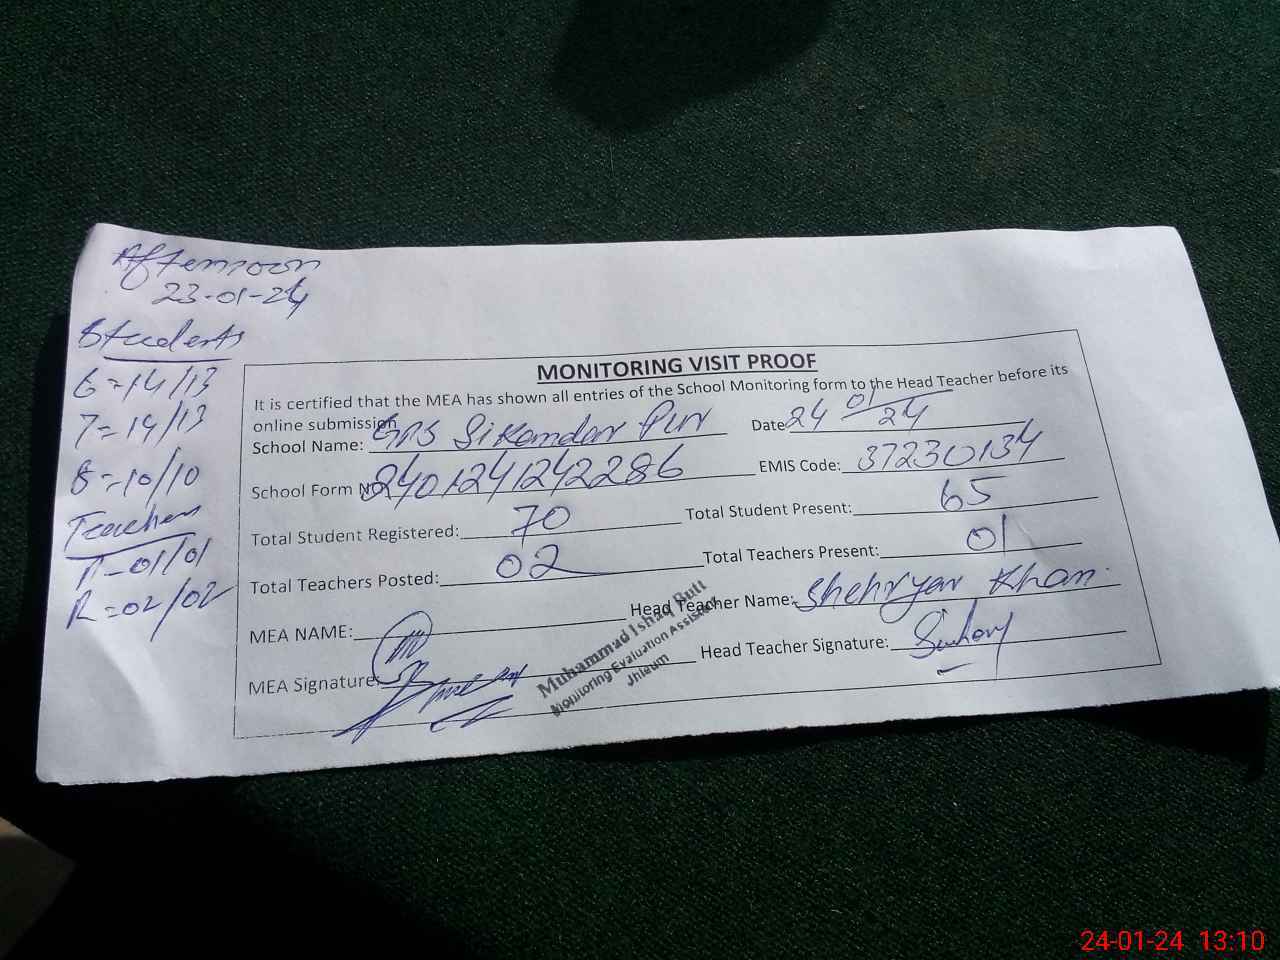 Afternoon
23-01-24
Students
6 = 14/13
7 = 14/13
8 = 10/10
Teachers
T - 01/01
R = 02/02
MONITORING VISIT PROOF
It is certified that the MEA has shown all entries of the School Monitoring form to the Head Teacher before its
online submission
School Name: GPS Sikandar Pur Date 24 01 24
School Form No 2401241242286 EMIS Code: 37230134
Total Student Registered: 70 Total Student Present: 65
Total Teachers Posted: 02 Total Teachers Present: 01
MEA NAME: Head Teacher Name: Shehryar Khan
MEA Signature: Head Teacher Signature:
Muhammad Ishaq Butt
Monitoring Evaluation Assistant
Jhleum
24-01-24 13:10